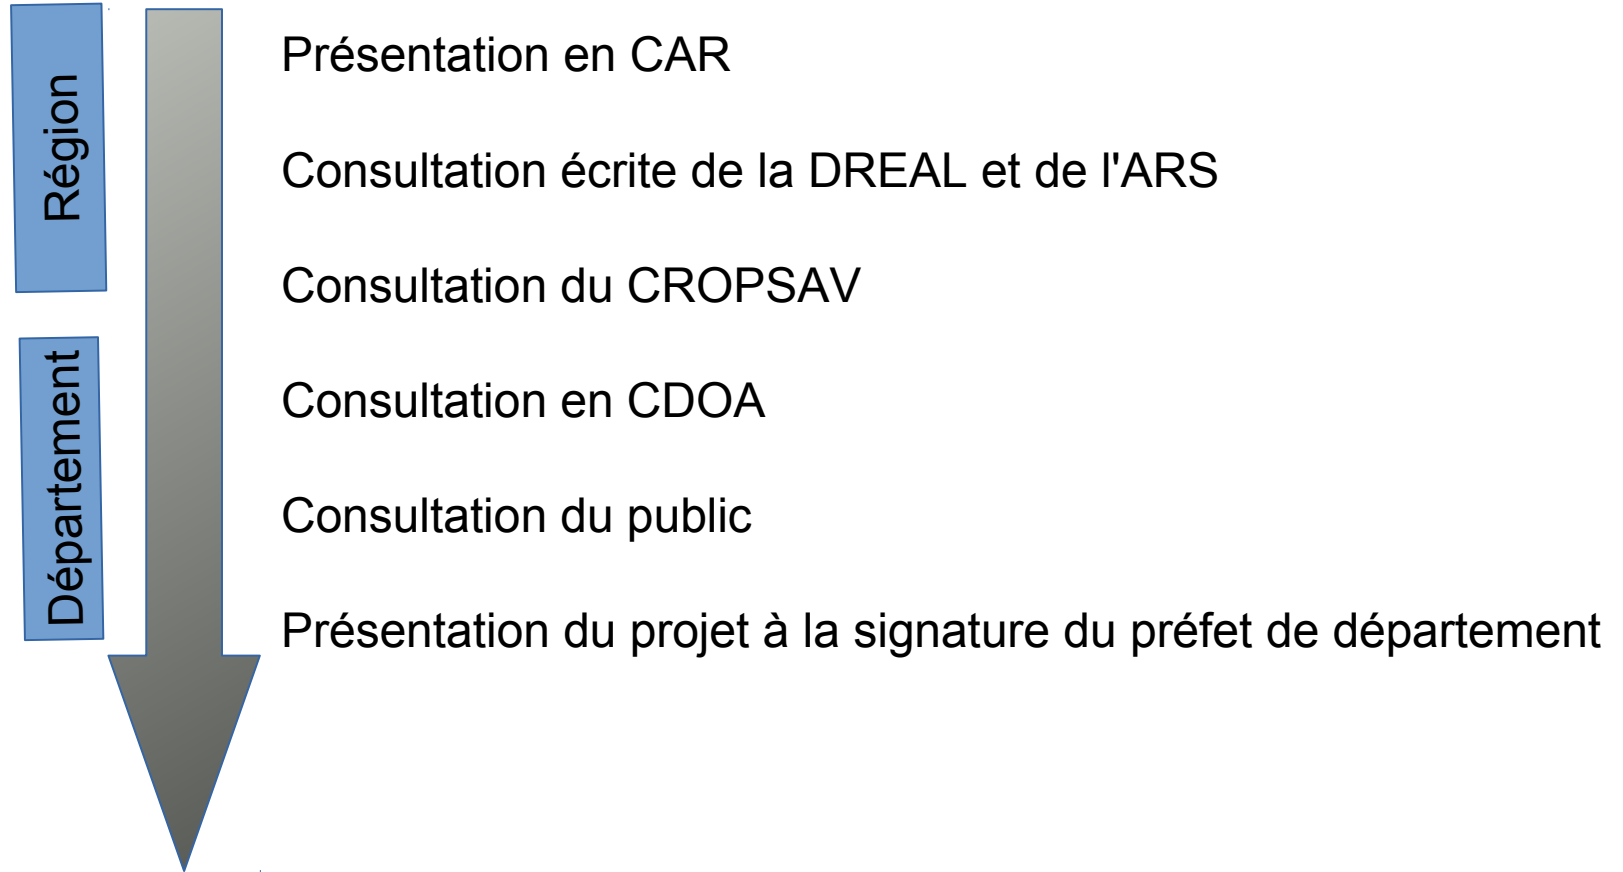 Région
Présentation en CAR
Consultation écrite de la DREAL et de l'ARS
Consultation du CROPSAV
Département
Consultation en CDOA
Consultation du public
Présentation du projet à la signature du préfet de département